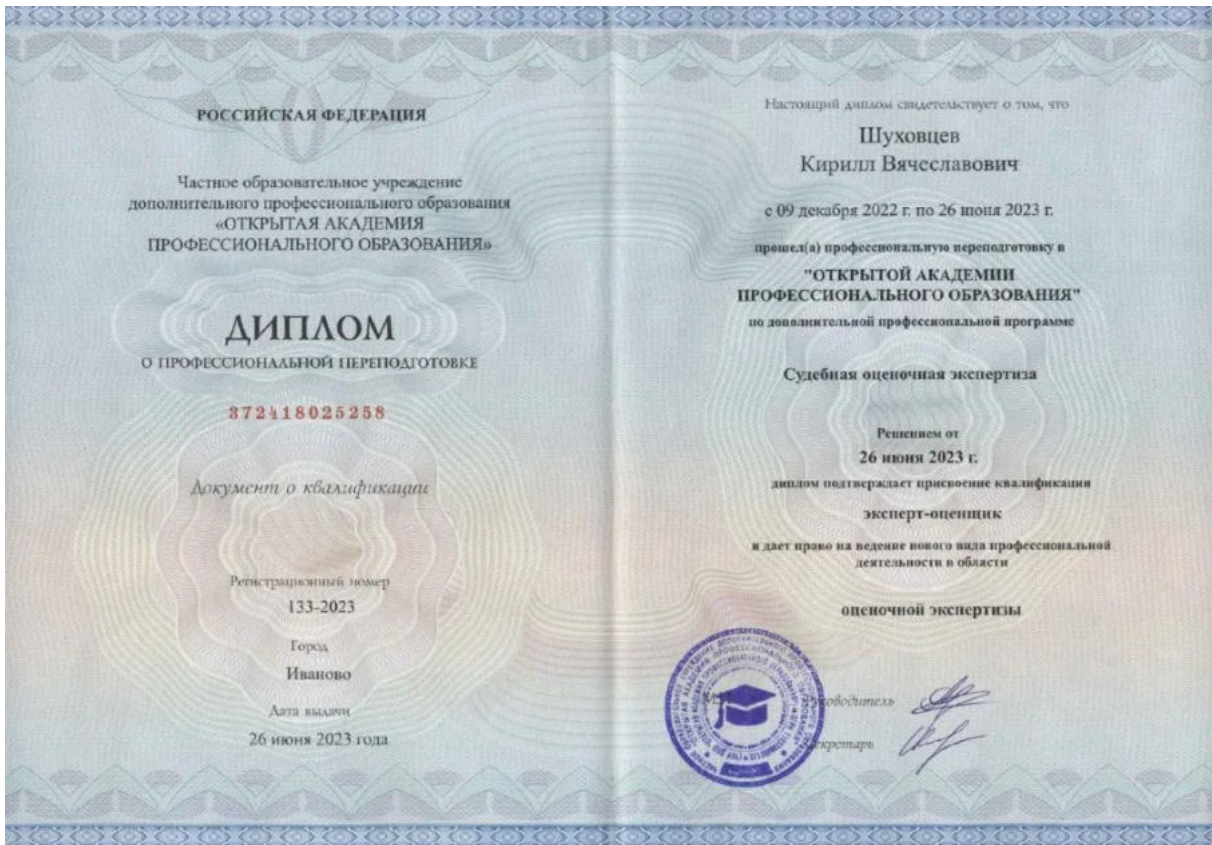 РОССИЙСКАЯ ФЕДЕРАЦИЯ
Частное образовательное учреждение
дополнительного профессионального образования
«ОТКРЫТАЯ АКАДЕМИЯ
ПРОФЕССИОНАЛЬНОГО ОБРАЗОВАНИЯ»
ДИПЛОМ
О ПРОФЕССИОНАЛЬНОЙ ПЕРЕПОДГОТОВКЕ
372418025258
Документ о квалификации
Регистрационный номер
133-2023
Город
Иваново
Дата выдачи
26 июня 2023 года
Настоящий диплом свидетельствует о том, что
Шуховцев
Кирилл Вячеславович
с 09 декабря 2022 г. по 26 июня 2023 г.
прошел(а) профессиональную переподготовку в
"ОТКРЫТОЙ АКАДЕМИИ
ПРОФЕССИОНАЛЬНОГО ОБРАЗОВАНИЯ"
по дополнительной профессиональной программе
Судебная оценочная экспертиза
Решением от
26 июня 2023 г.
диплом подтверждает присвоение квалификации
эксперт-оценщик
и дает право на ведение нового вида профессиональной
деятельности в области
оценочной экспертизы
Руководитель
Секретарь